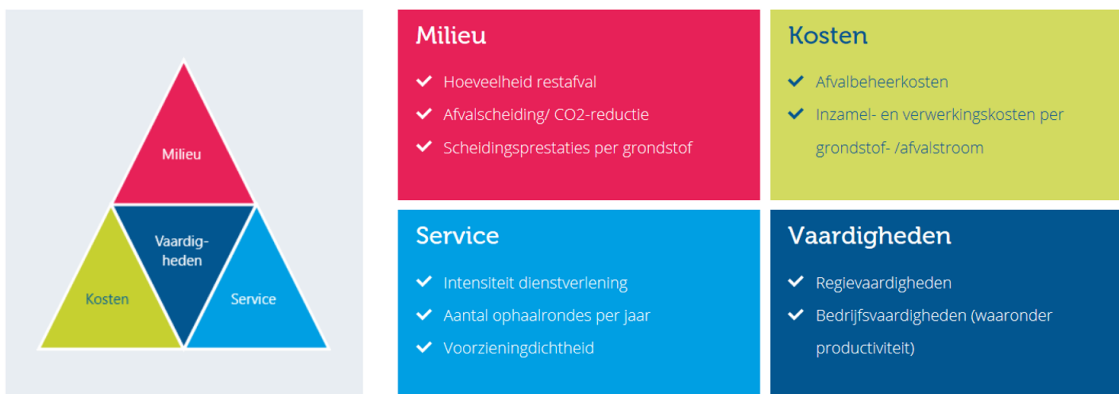 Milieu
Vaardig-
heden
Kosten
Service
Milieu
Hoeveelheid restafval
Afvalscheiding/ CO2-reductie
Scheidingsprestaties per grondstof
Kosten
Afvalbeheerkosten
Inzamel- en verwerkingskosten per
grondstof- /afvalstroom
Service
Intensiteit dienstverlening
Aantal ophaalrondes per jaar
Voorzieningdichtheid
Vaardigheden
Regievaardigheden
Bedrijfsvaardigheden (waaronder
productiviteit)